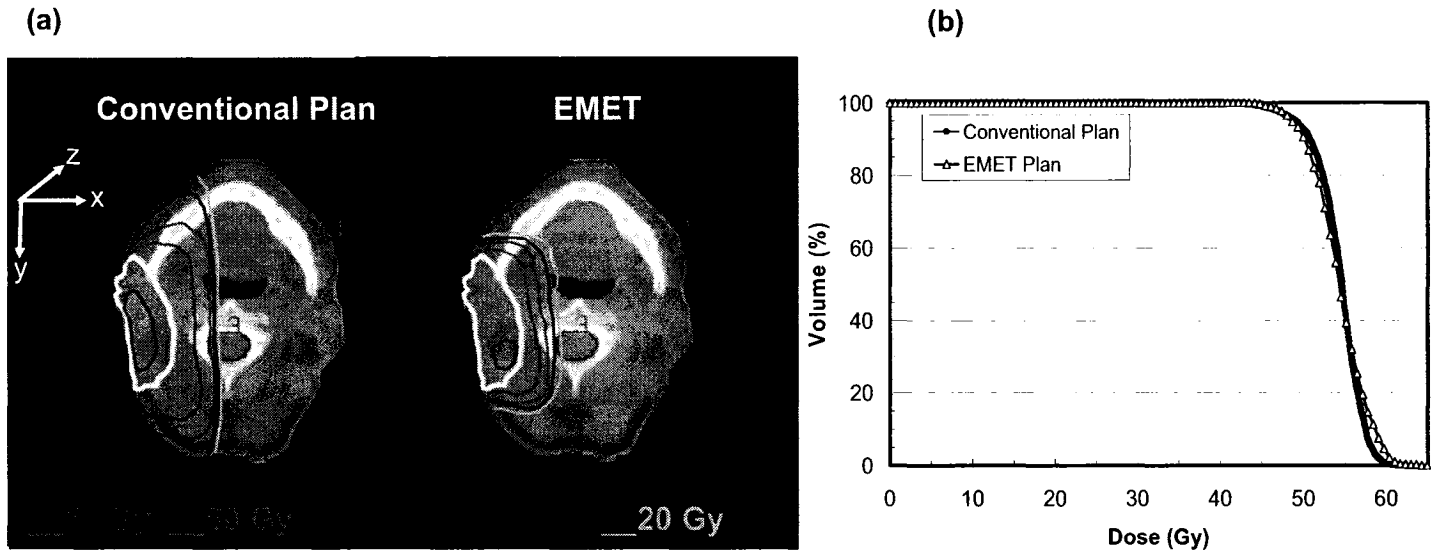 (a)
(b)
Conventional Plan
EMET
z
x
y
20 Gy
Conventional Plan
EMET Plan
100
80
60
40
20
0
Volume (%)
0
10
20
30
40
50
60
Dose (Gy)